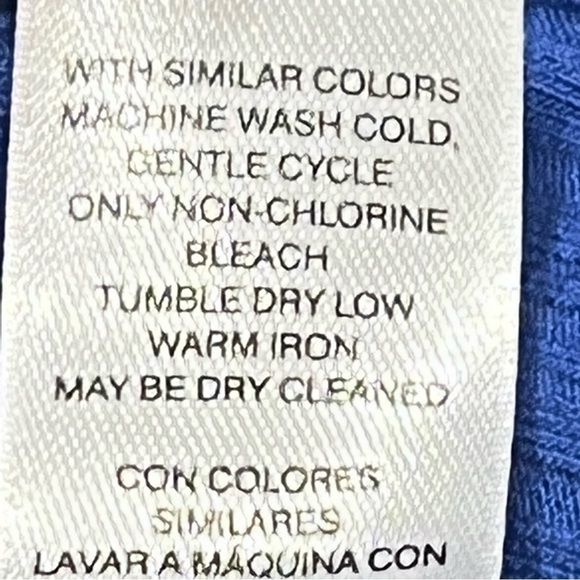 WITH SIMILAR COLORS
MACHINE WASH COLD,
GENTLE CYCLE
ONLY NON-CHLORINE
BLEACH
TUMBLE DRY LOW
WARM IRON
MAY BE DRY CLEANED
CON COLORES
SIMILARES
LAVAR A MAQUINA CON